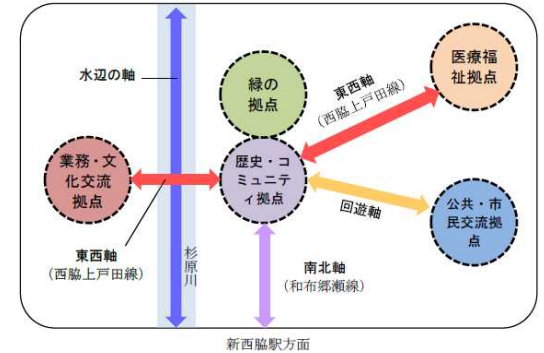 水辺の軸
緑の
拠点
東西軸
（西脇上戸田線）
医療福
祉拠点
業務・文
化交流
拠点
歴史・コ
ミュニテ
ィ拠点
回遊軸
公共・市
民交流拠
点
東西軸
（西脇上戸田線）
杉原川
南北軸
（和布郷瀬線）
新西脇駅方面